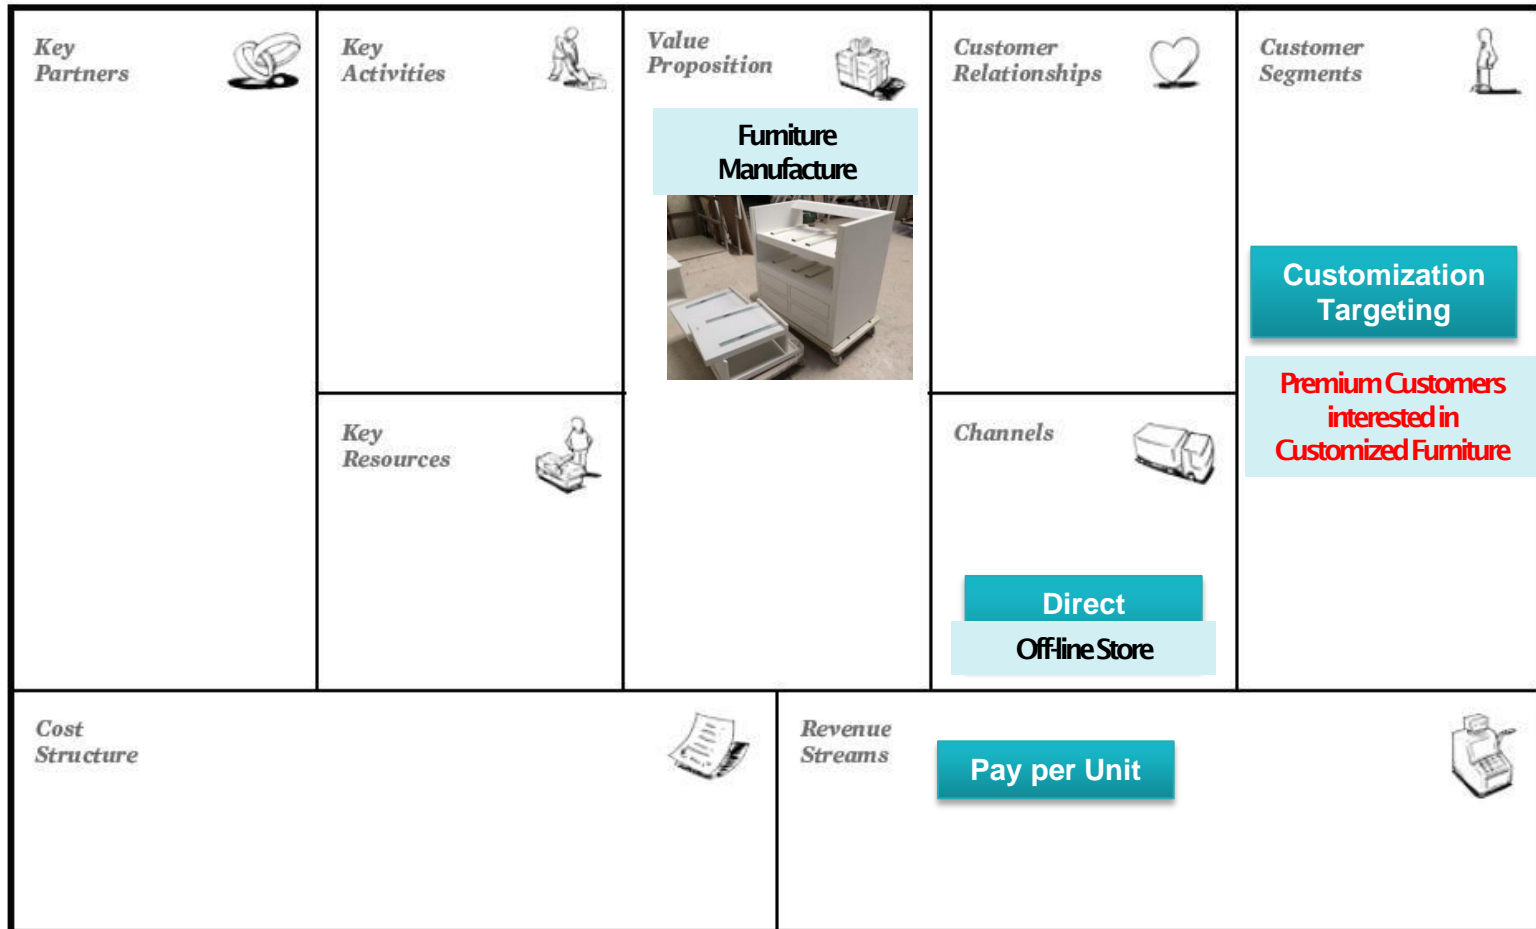 Key
Partners
Key
Activities
Value
Proposition
Customer
Relationships
Customer
Segments
Furniture
Manufacture
Customization
Targeting
Premium Customers
interested in
Customized Furniture
Key
Resources
Channels
Direct
Off-line Store
Cost
Structure
Revenue
Streams
Pay per Unit